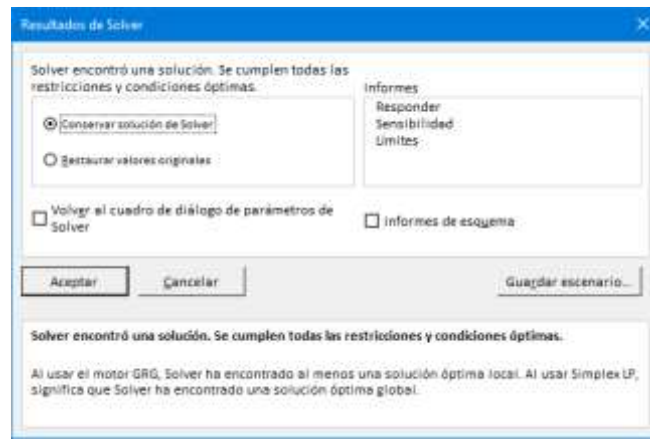 Resultados de Solver
Solver encontró una solución. Se cumplen todas las
restricciones y condiciones óptimas.
Informes
Conservar solución de Solver
Restaurar valores originales
Responder
Sensibilidad
Límites
Volver al cuadro de diálogo de parámetros de
Solver
Informes de esquema
Aceptar
Cancelar
Guardar escenario...
Solver encontró una solución. Se cumplen todas las restricciones y condiciones óptimas.
Al usar el motor GRG, Solver ha encontrado al menos una solución óptima local. Al usar Simplex LP,
significa que Solver ha encontrado una solución óptima global.